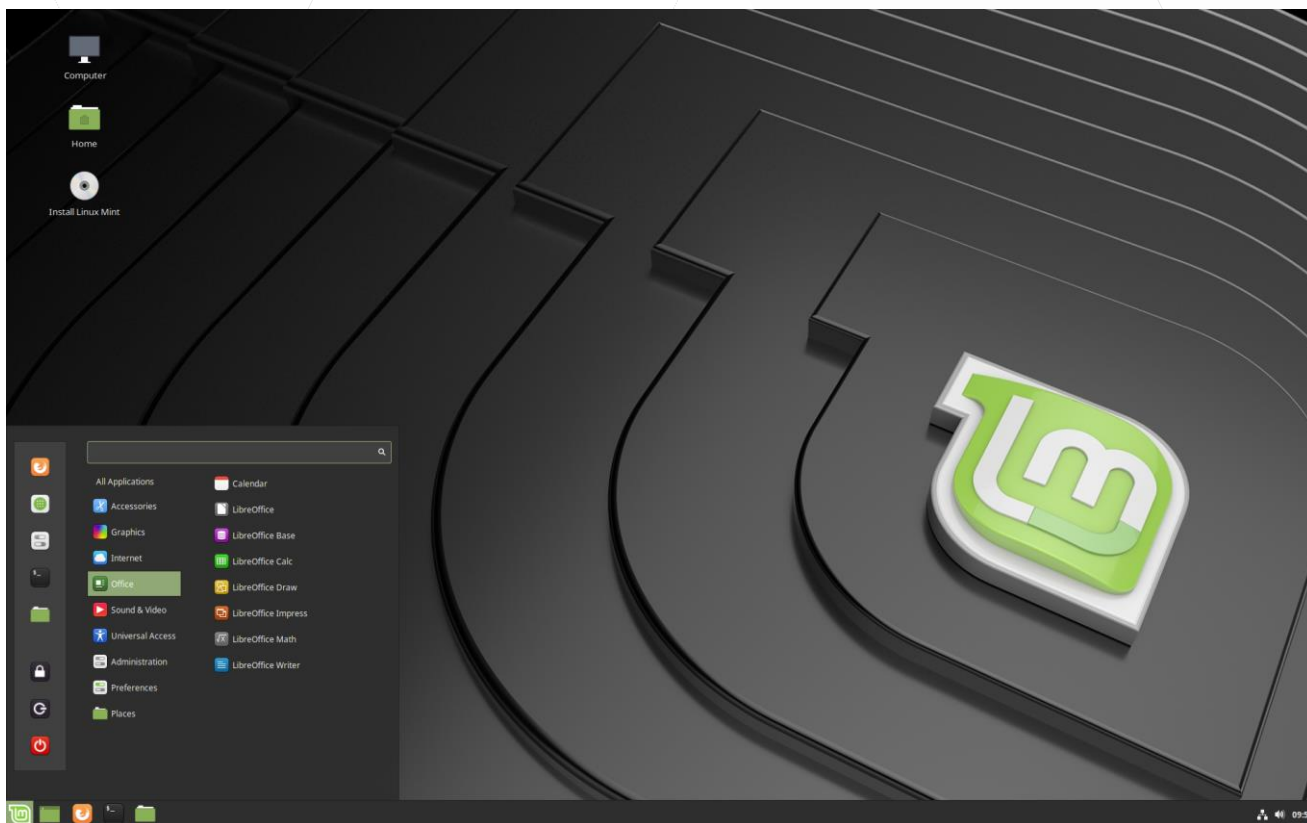 Computer
Home
Install Linux Mint
All Applications
Accessories
Graphics
Internet
Office
Sound & Video
Universal Access
Administration
Preferences
Places
Calendar
LibreOffice
LibreOffice Base
LibreOffice Calc
LibreOffice Draw
LibreOffice Impress
LibreOffice Math
LibreOffice Writer
lm